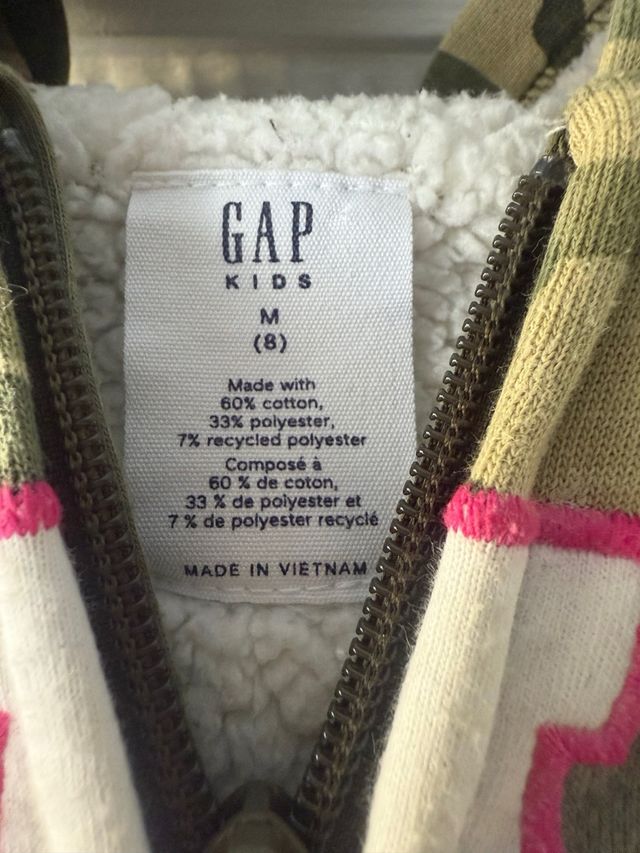 GAP
KIDS
M
(8)
Made with
60% cotton,
33% polyester,
7% recycled polyester
Composé à
60 % de coton,
33 % de polyester et
7 % de polyester recyclé
MADE IN VIETNAM